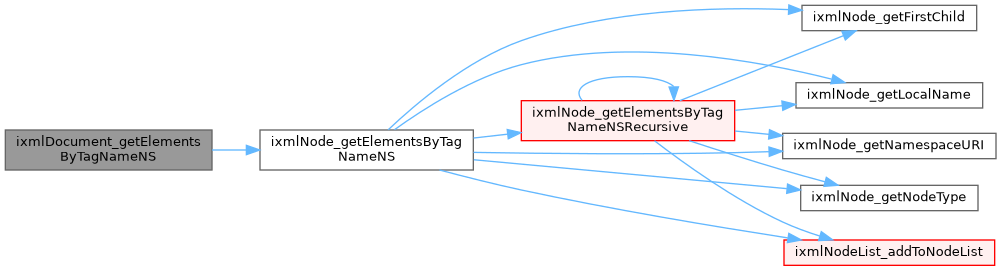 ixmlDocument_getElements
ByTagNameNS
ixmlNode_getElementsByTag
NameNS
ixmlNode_getElementsByTag
NameNSRecursive
ixmlNode_getFirstChild
ixmlNode_getLocalName
ixmlNode_getNamespaceURI
ixmlNode_getNodeType
ixmlNodeList_addToNodeList